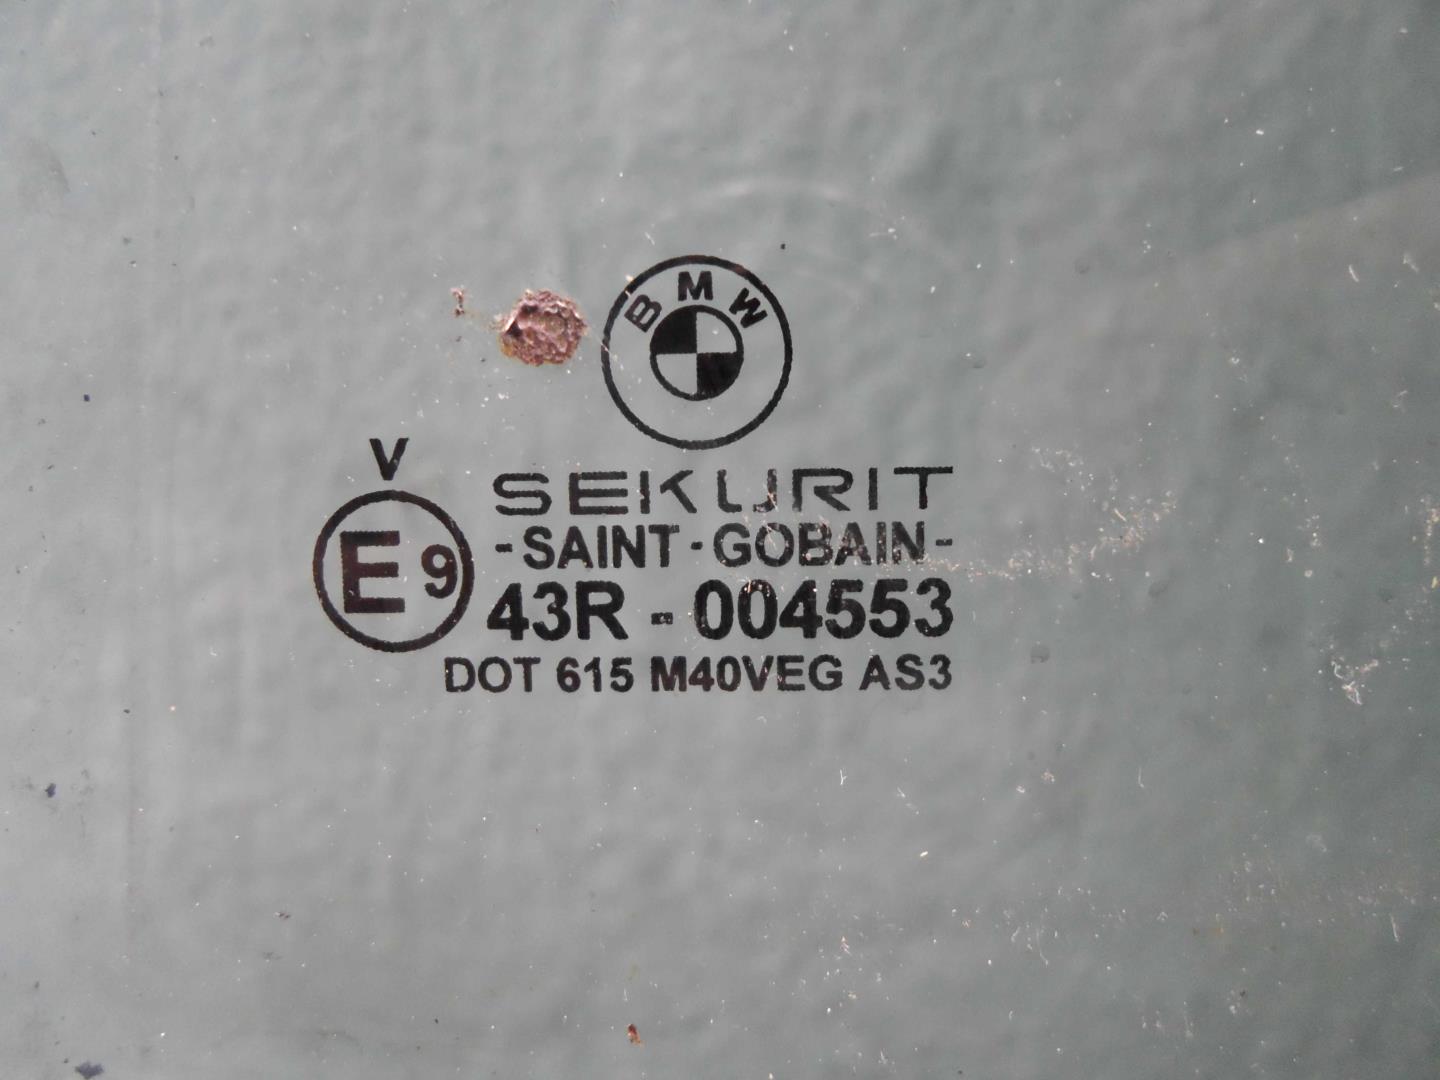 BMW
V
SEKURIT
E9
-SAINT-GOBAIN-
43R - 004553
DOT 615 M40VEG AS3